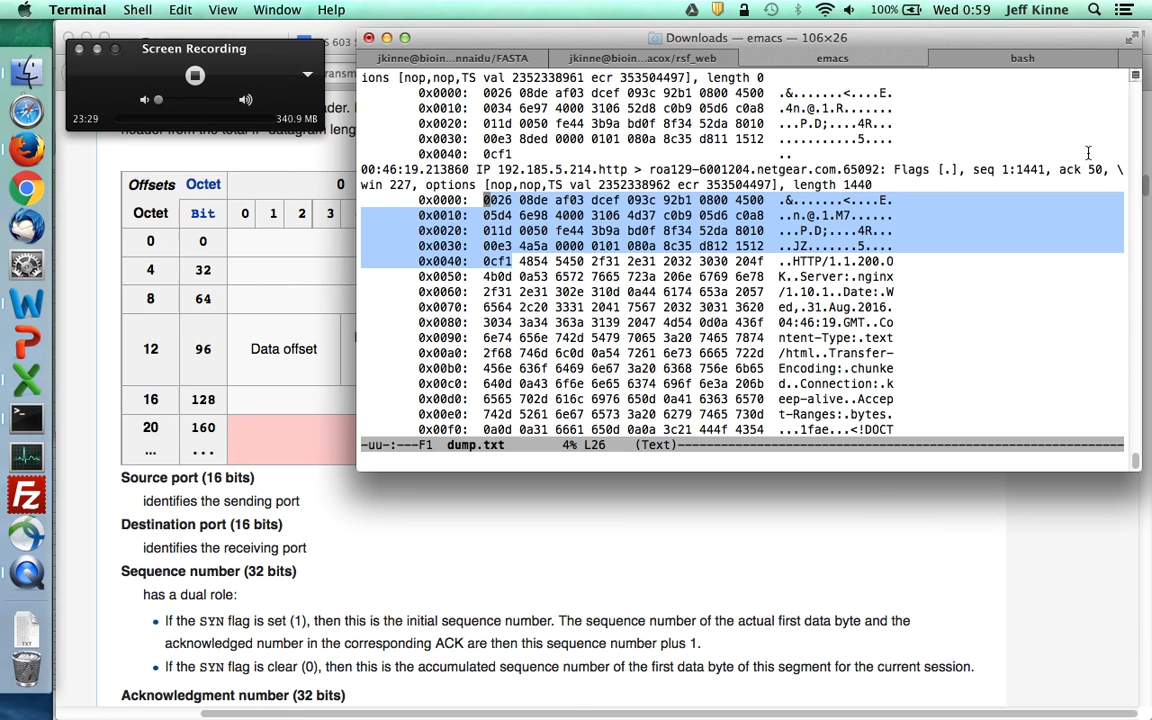 Terminal Shell Edit View Window Help 100% Wed 0:59 Jeff Kinne
Screen Recording
23:29 340.9 MB
Downloads — emacs — 106×26
jkinne@bioin...nnaidu/FASTA jkinne@bioin...acox/rsf_web emacs bash
ions [nop,nop,TS val 2352338961 ecr 353504497], length 0
0x0000: 0026 08de af03 dcef 093c 92b1 0800 4500 .&.......<....E.
0x0010: 0034 6e97 4000 3106 52d8 c0b9 05d6 c0a8 .4n.@.1.R.......
0x0020: 011d 0050 fe44 3b9a bd0f 8f34 52da 8010 ...P.D;....4R...
0x0030: 00e3 8ded 0000 0101 080a 8c35 d811 1512 ...........5....
0x0040: 0cf1 ..
00:46:19.213860 IP 192.185.5.214.http > roa129-6001204.netgear.com.65092: Flags [.], seq 1:1441, ack 50, \
win 227, options [nop,nop,TS val 2352338962 ecr 353504497], length 1440
0x0000: 0026 08de af03 dcef 093c 92b1 0800 4500 .&.......<....E.
0x0010: 05d4 6e98 4000 3106 4d37 c0b9 05d6 c0a8 ..n.@.1.M7......
0x0020: 011d 0050 fe44 3b9a bd0f 8f34 52da 8010 ...P.D;....4R...
0x0030: 00e3 4a5a 0000 0101 080a 8c35 d812 1512 ..JZ.......5....
0x0040: 0cf1 4854 5450 2f31 2e31 2032 3030 204f ..HTTP/1.1.200.O
0x0050: 4b0d 0a53 6572 7665 723a 206e 6769 6e78 K..Server:.nginx
0x0060: 2f31 2e31 302e 310d 0a44 6174 653a 2057 /1.10.1..Date:.W
0x0070: 6564 2c20 3331 2041 7567 2032 3031 3620 ed,.31.Aug.2016.
0x0080: 3034 3a34 363a 3139 2047 4d54 0d0a 436f 04:46:19.GMT..Co
0x0090: 6e74 656e 742d 5479 7065 3a20 7465 7874 ntent-Type:.text
0x00a0: 2f68 746d 6c0d 0a54 7261 6e73 6665 722d /html..Transfer-
0x00b0: 456e 636f 6469 6e67 3a20 6368 756e 6b65 Encoding:.chunke
0x00c0: 640d 0a43 6f6e 6e65 6374 696f 6e3a 206b d..Connection:.k
0x00d0: 6565 702d 616c 6976 650d 0a41 6363 6570 eep-alive..Accep
0x00e0: 742d 5261 6e67 6573 3a20 6279 7465 730d t-Ranges:.bytes.
0x00f0: 0a0d 0a31 6661 650d 0a0a 3c21 444f 4354 ...1fae...<!DOCT
-uu-:---F1 dump.txt 4% L26 (Text)
Offsets Octet 0
Octet Bit 0 1 2 3
0 0
4 32
8 64
12 96 Data offset
16 128
20 160
... ...
Source port (16 bits)
identifies the sending port
Destination port (16 bits)
identifies the receiving port
Sequence number (32 bits)
has a dual role:
• If the SYN flag is set (1), then this is the initial sequence number. The sequence number of the actual first data byte and the
acknowledged number in the corresponding ACK are then this sequence number plus 1.
• If the SYN flag is clear (0), then this is the accumulated sequence number of the first data byte of this segment for the current session.
Acknowledgment number (32 bits)